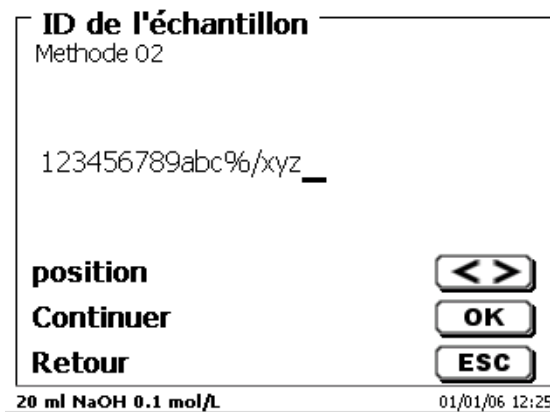 ID de l'échantillon
Methode 02
123456789abc%/xyz_
position < >
Continuer OK
Retour ESC
20 ml NaOH 0.1 mol/L 01/01/06 12:25